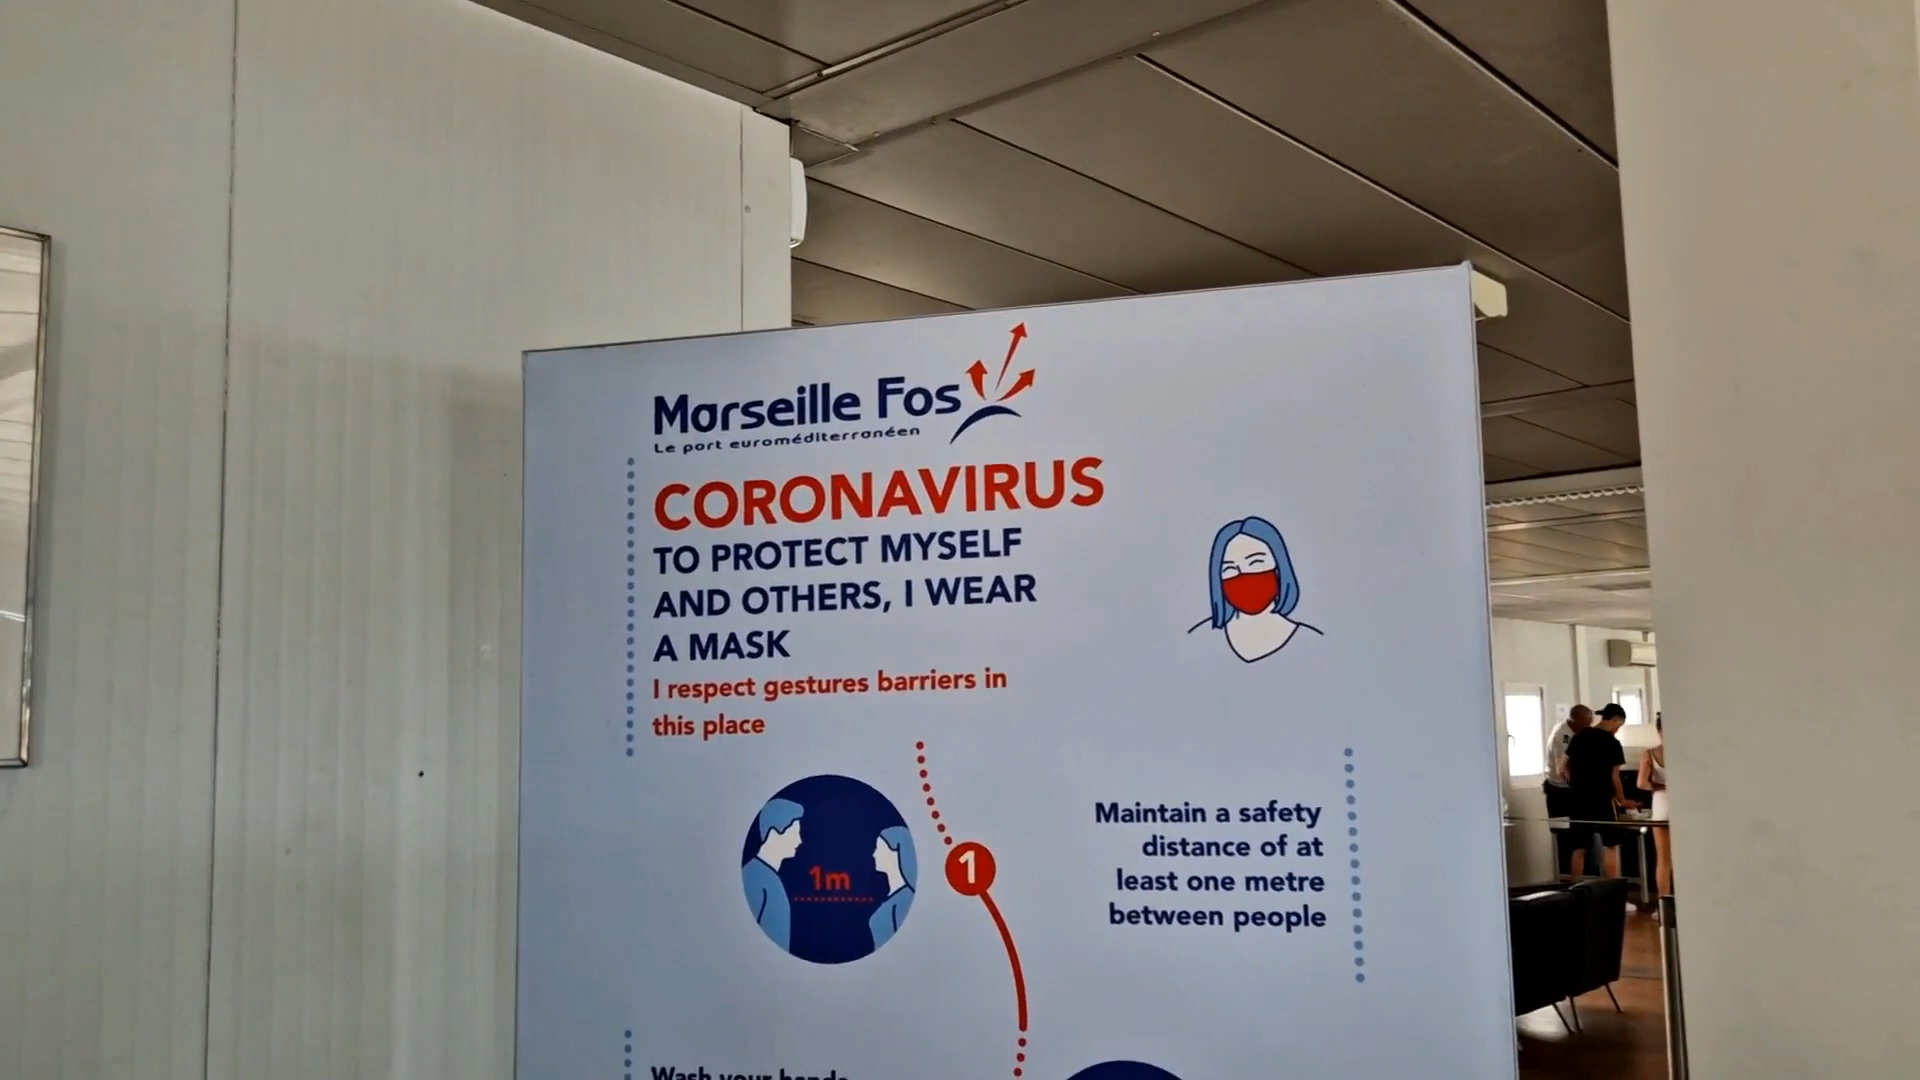 Marseille Fos
Le port euroméditerranéen
CORONAVIRUS
TO PROTECT MYSELF
AND OTHERS, I WEAR
A MASK
I respect gestures barriers in
this place
1m
1
Maintain a safety
distance of at
least one metre
between people
Wash your hands